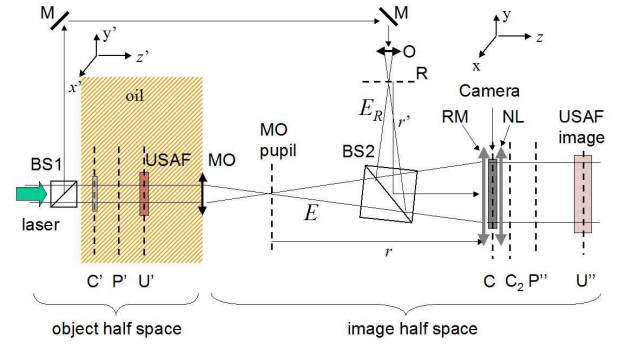 M
M
y'
z'
x'
oil
O
R
E_R
r'
y
z
x
Camera
RM
NL
USAF
image
BS1
USAF
MO
MO
pupil
BS2
E
laser
r
C'
P'
U'
C
C₂
P''
U''
object half space
image half space